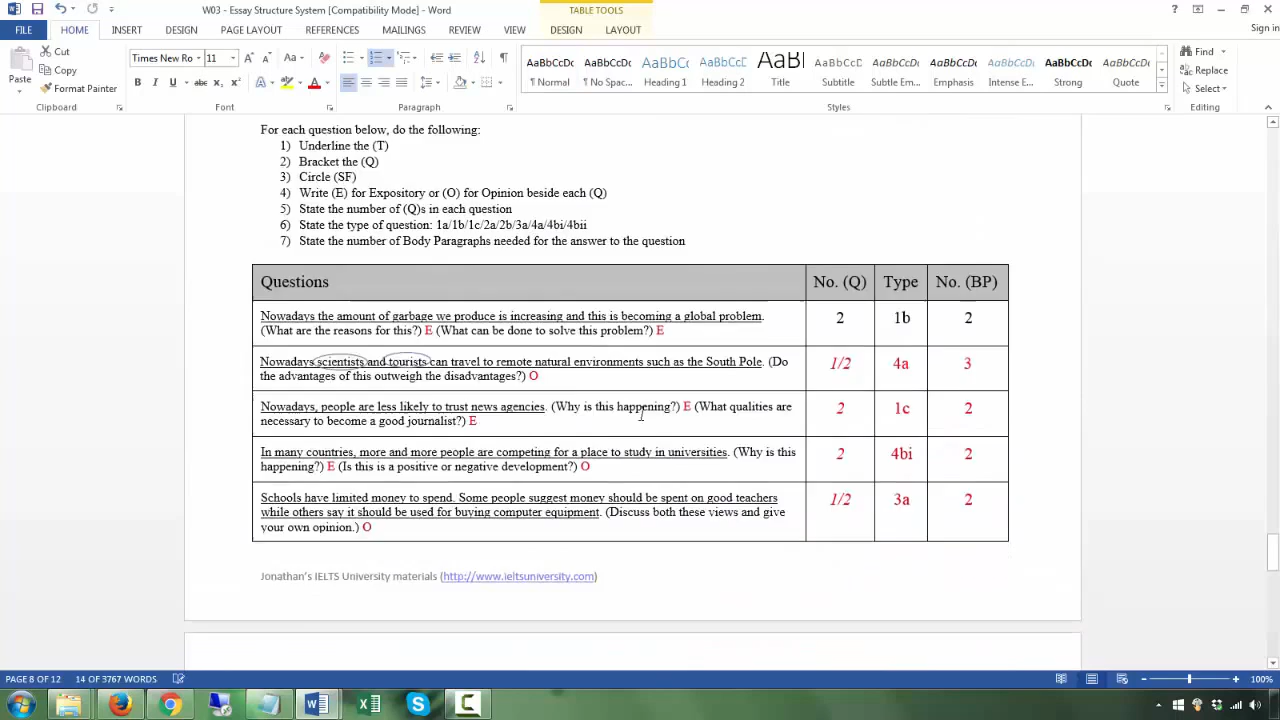 W03 - Essay Structure System [Compatibility Mode] - Word
TABLE TOOLS
FILE
HOME
INSERT
DESIGN
PAGE LAYOUT
REFERENCES
MAILINGS
REVIEW
VIEW
DESIGN
LAYOUT
Sign in
Paste
Cut
Copy
Format Painter
Clipboard
Times New Ro
11
Font
Paragraph
AaBbCcDc
¶ Normal
AaBbCcDc
¶ No Spac...
AaBbCc
Heading 1
AaBbCcD
Heading 2
AaBl
Title
AaBbCcD
Subtitle
AaBbCcDc
Subtle Em...
AaBbCcDc
Emphasis
AaBbCcDc
Intense E...
AaBbCcDc
Strong
AaBbCcDc
Quote
Styles
Find
Replace
Select
Editing
For each question below, do the following:
1) Underline the (T)
2) Bracket the (Q)
3) Circle (SF)
4) Write (E) for Expository or (O) for Opinion beside each (Q)
5) State the number of (Q)s in each question
6) State the type of question: 1a/1b/1c/2a/2b/3a/4a/4bi/4bii
7) State the number of Body Paragraphs needed for the answer to the question
Questions No. (Q) Type No. (BP)
Nowadays the amount of garbage we produce is increasing and this is becoming a global problem.
(What are the reasons for this?) E (What can be done to solve this problem?) E
2 1b 2
Nowadays scientists and tourists can travel to remote natural environments such as the South Pole. (Do
the advantages of this outweigh the disadvantages?) O
1/2 4a 3
Nowadays, people are less likely to trust news agencies. (Why is this happening?) E (What qualities are
necessary to become a good journalist?) E
2 1c 2
In many countries, more and more people are competing for a place to study in universities. (Why is this
happening?) E (Is this a positive or negative development?) O
2 4bi 2
Schools have limited money to spend. Some people suggest money should be spent on good teachers
while others say it should be used for buying computer equipment. (Discuss both these views and give
your own opinion.) O
1/2 3a 2
Jonathan's IELTS University materials (http://www.ieltsuniversity.com)
PAGE 8 OF 12
14 OF 3767 WORDS
100%